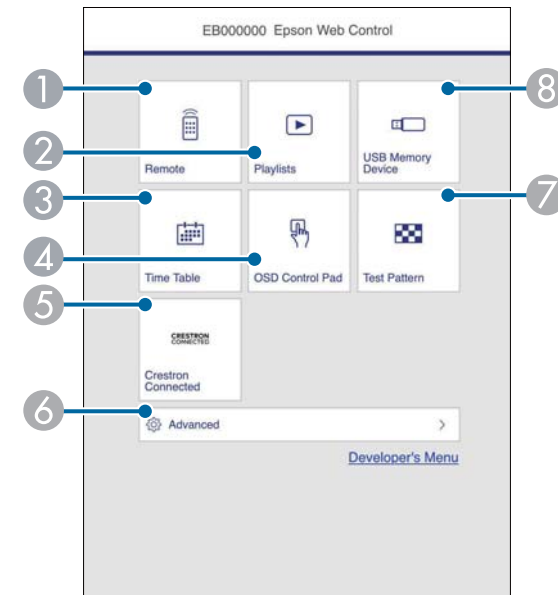 EB000000 Epson Web Control
1
8
2
Remote
Playlists
USB Memory
Device
3
7
4
Time Table
OSD Control Pad
Test Pattern
5
CRESTRON
CONNECTED
Crestron
Connected
6
Advanced
Developer's Menu